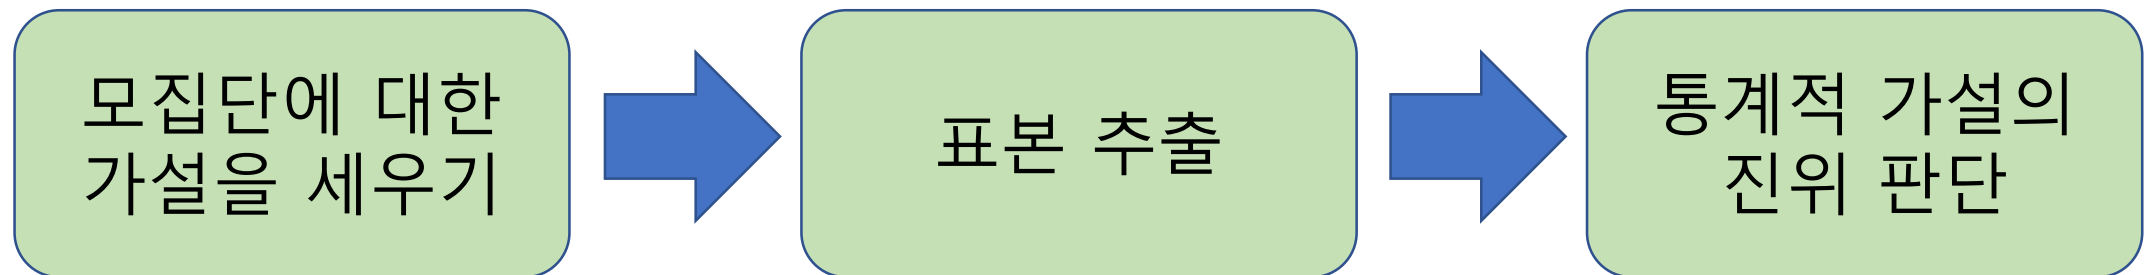 모집단에 대한
가설을 세우기
표본 추출
통계적 가설의
진위 판단